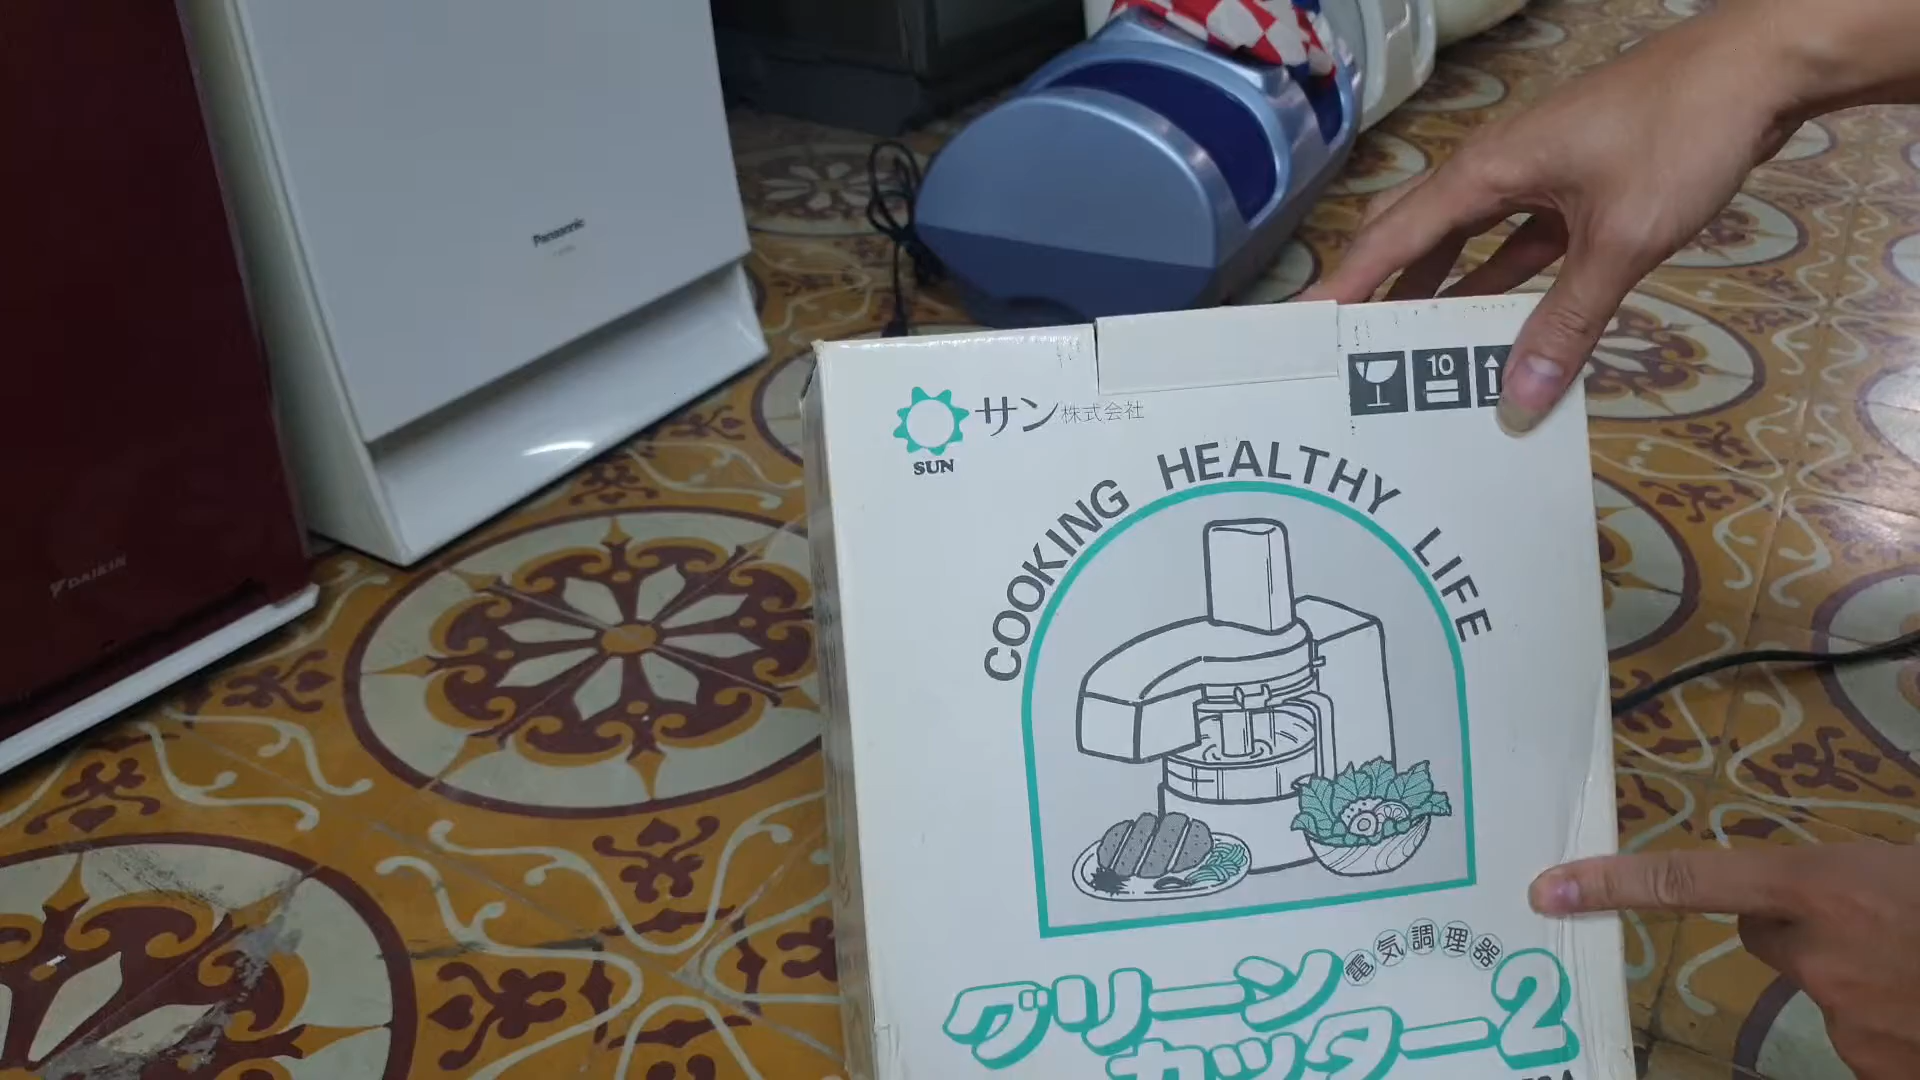 Panasonic
DAIKIN
サン株式会社
SUN
10
COOKING HEALTHY LIFE
電気調理器
グリーン
カッター2